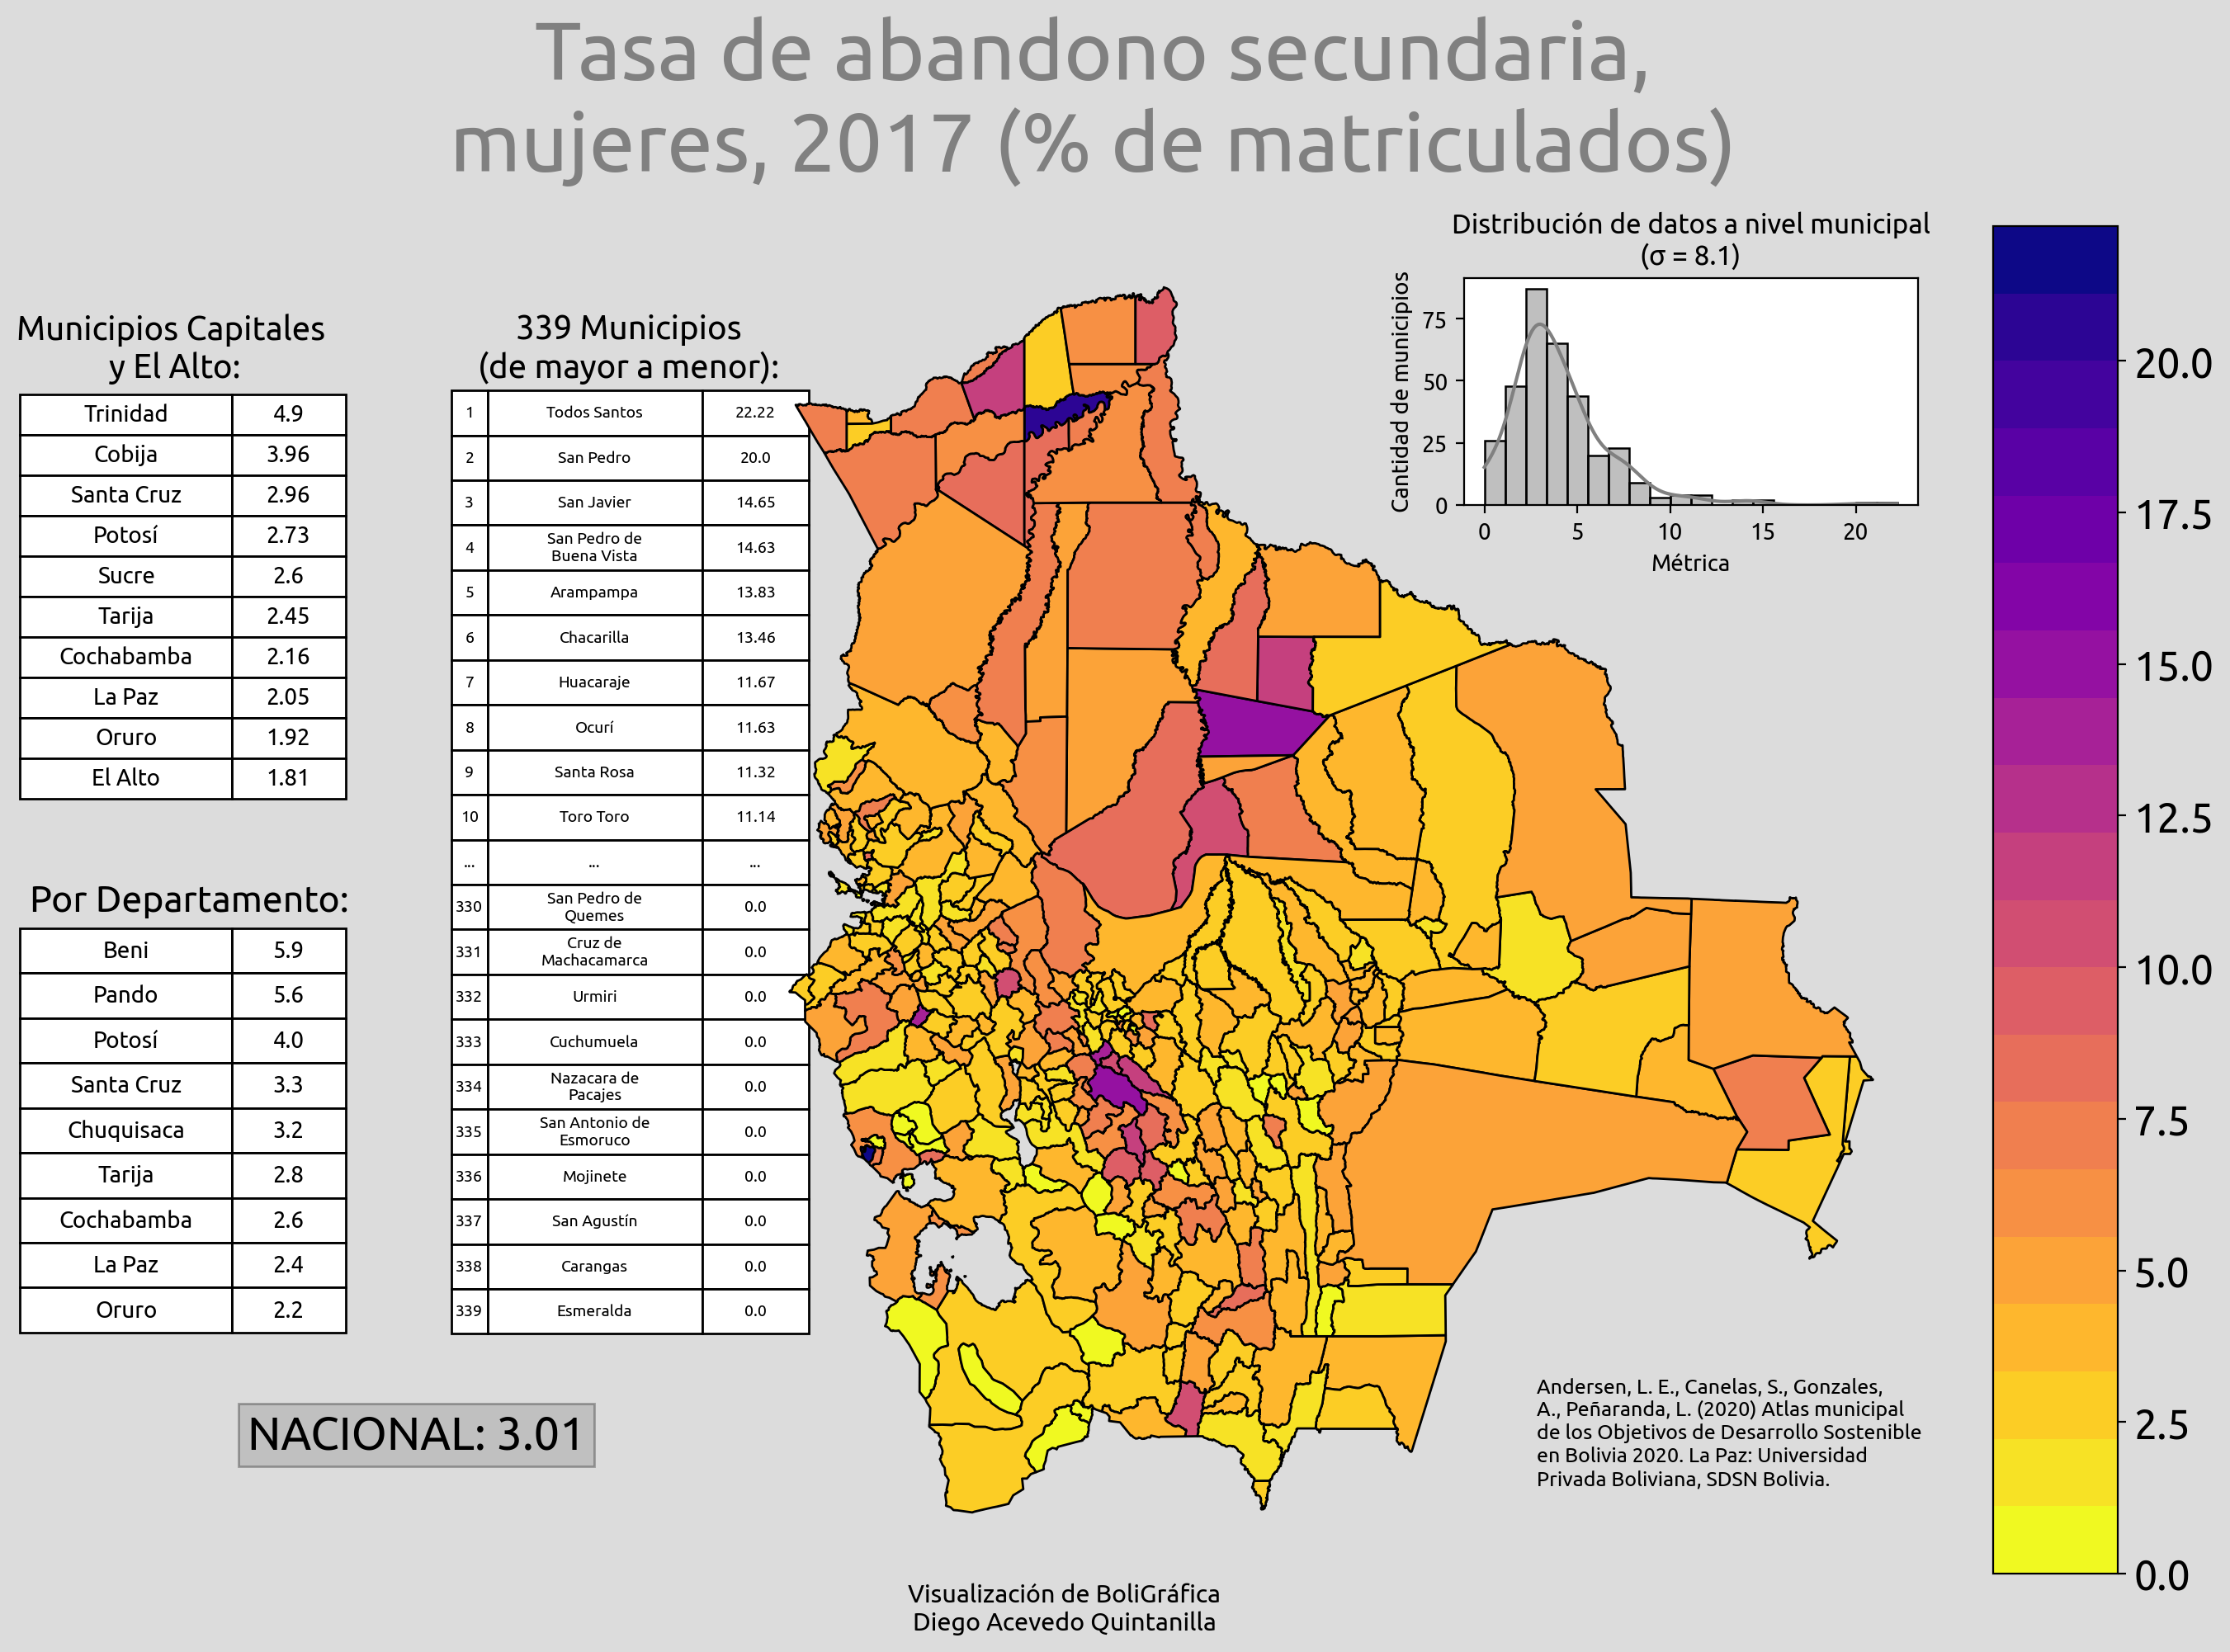 Tasa de abandono secundaria,
mujeres, 2017 (% de matriculados)
Municipios Capitales
y El Alto:
Trinidad 4.9
Cobija 3.96
Santa Cruz 2.96
Potosí 2.73
Sucre 2.6
Tarija 2.45
Cochabamba 2.16
La Paz 2.05
Oruro 1.92
El Alto 1.81
Por Departamento:
Beni 5.9
Pando 5.6
Potosí 4.0
Santa Cruz 3.3
Chuquisaca 3.2
Tarija 2.8
Cochabamba 2.6
La Paz 2.4
Oruro 2.2
NACIONAL: 3.01
339 Municipios
(de mayor a menor):
1 Todos Santos 22.22
2 San Pedro 20.0
3 San Javier 14.65
4 San Pedro de
Buena Vista 14.63
5 Arampampa 13.83
6 Chacarilla 13.46
7 Huacaraje 11.67
8 Ocurí 11.63
9 Santa Rosa 11.32
10 Toro Toro 11.14
... ... ...
330 San Pedro de
Quemes 0.0
331 Cruz de
Machacamarca 0.0
332 Urmiri 0.0
333 Cuchumuela 0.0
334 Nazacara de
Pacajes 0.0
335 San Antonio de
Esmoruco 0.0
336 Mojinete 0.0
337 San Agustín 0.0
338 Carangas 0.0
339 Esmeralda 0.0
Distribución de datos a nivel municipal
(σ = 8.1)
Cantidad de municipios
75
50
25
0
0 5 10 15 20
Métrica
20.0
17.5
15.0
12.5
10.0
7.5
5.0
2.5
0.0
Andersen, L. E., Canelas, S., Gonzales,
A., Peñaranda, L. (2020) Atlas municipal
de los Objetivos de Desarrollo Sostenible
en Bolivia 2020. La Paz: Universidad
Privada Boliviana, SDSN Bolivia.
Visualización de BoliGráfica
Diego Acevedo Quintanilla